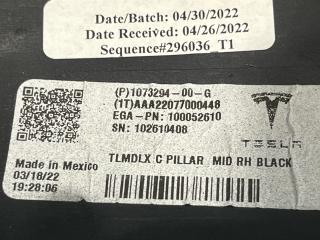 Date/Batch: 04/30/2022
Date Received: 04/26/2022
Sequence#296036 T1
(P)1073294-00-G
(1T)AAA22077000448
EGA-PN: 100052610
SN: 102610408
TESLA
Made in Mexico
03/18/22
19:28:06
TLMDLX C PILLAR MID RH BLACK